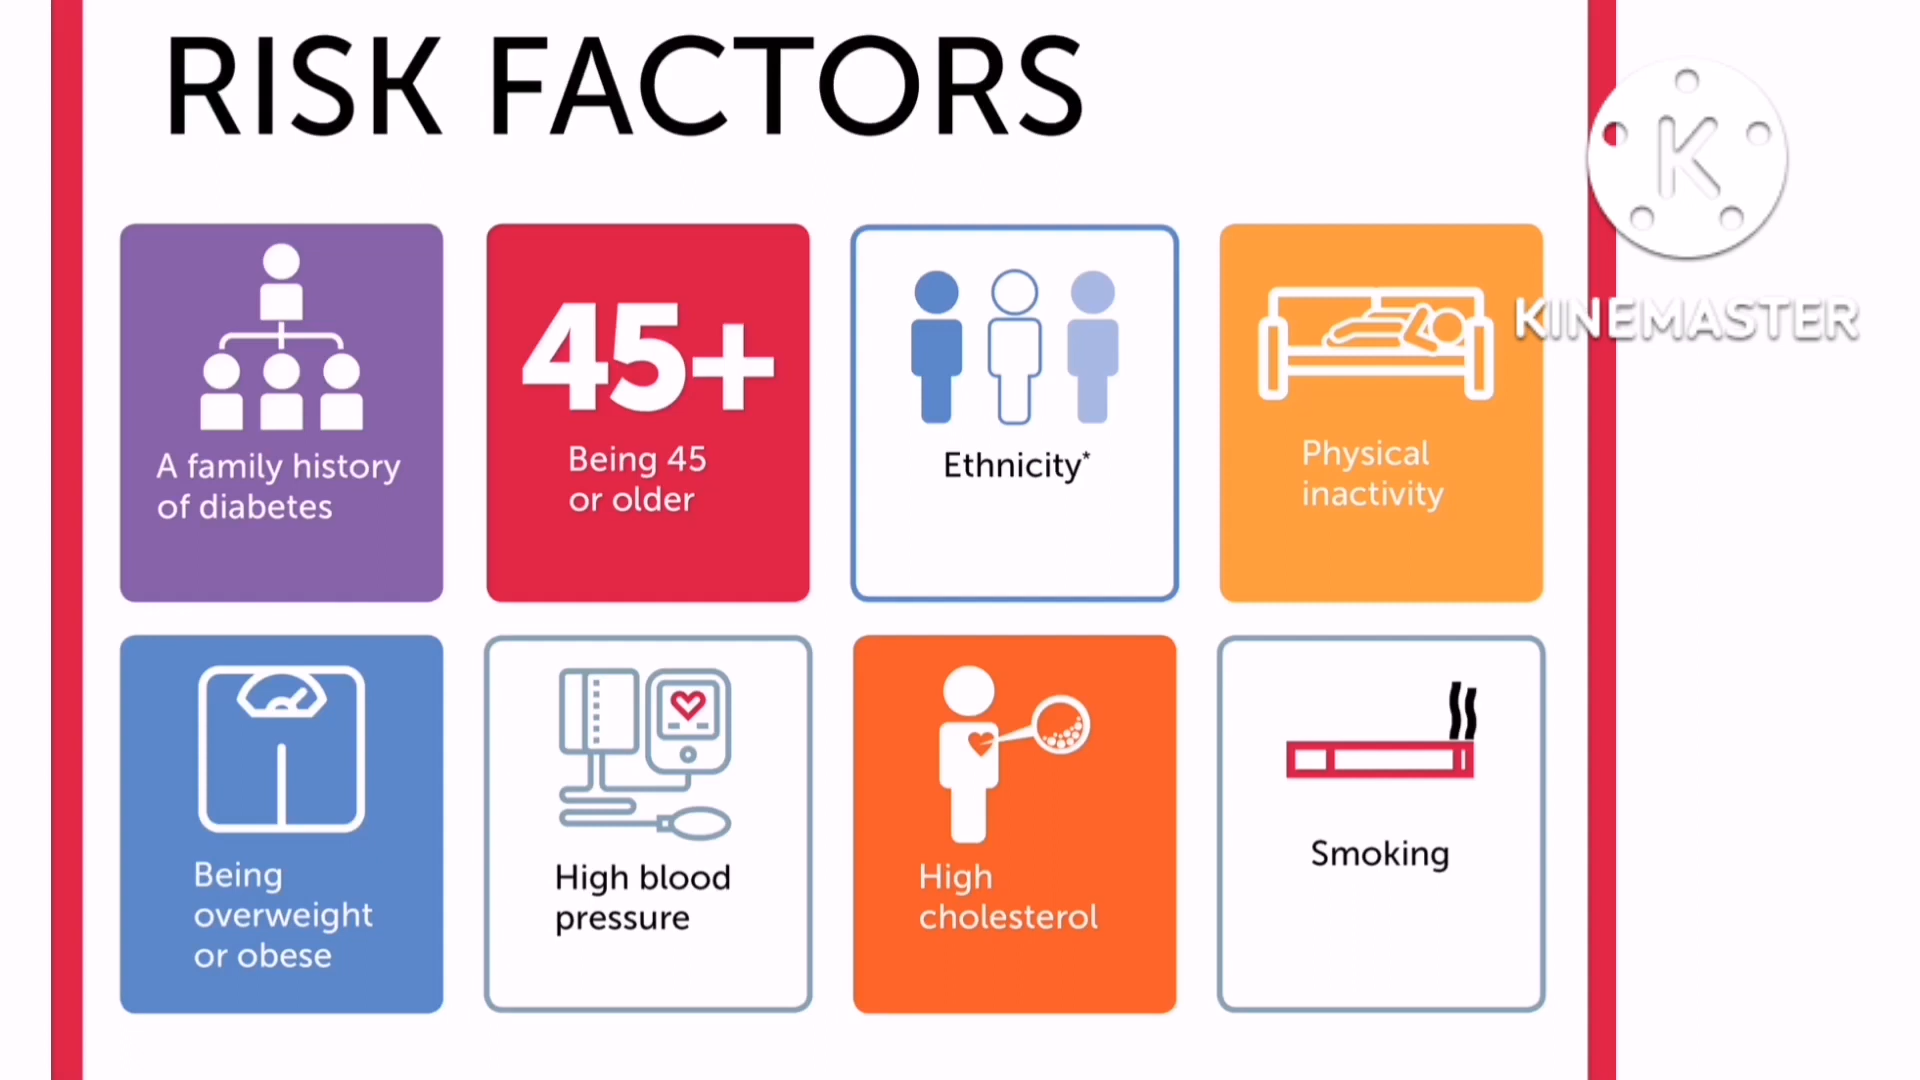 RISK FACTORS
K
KINEMASTER
A family history
of diabetes
45+
Being 45
or older
Ethnicity*
Physical
inactivity
Being
overweight
or obese
High blood
pressure
High
cholesterol
Smoking